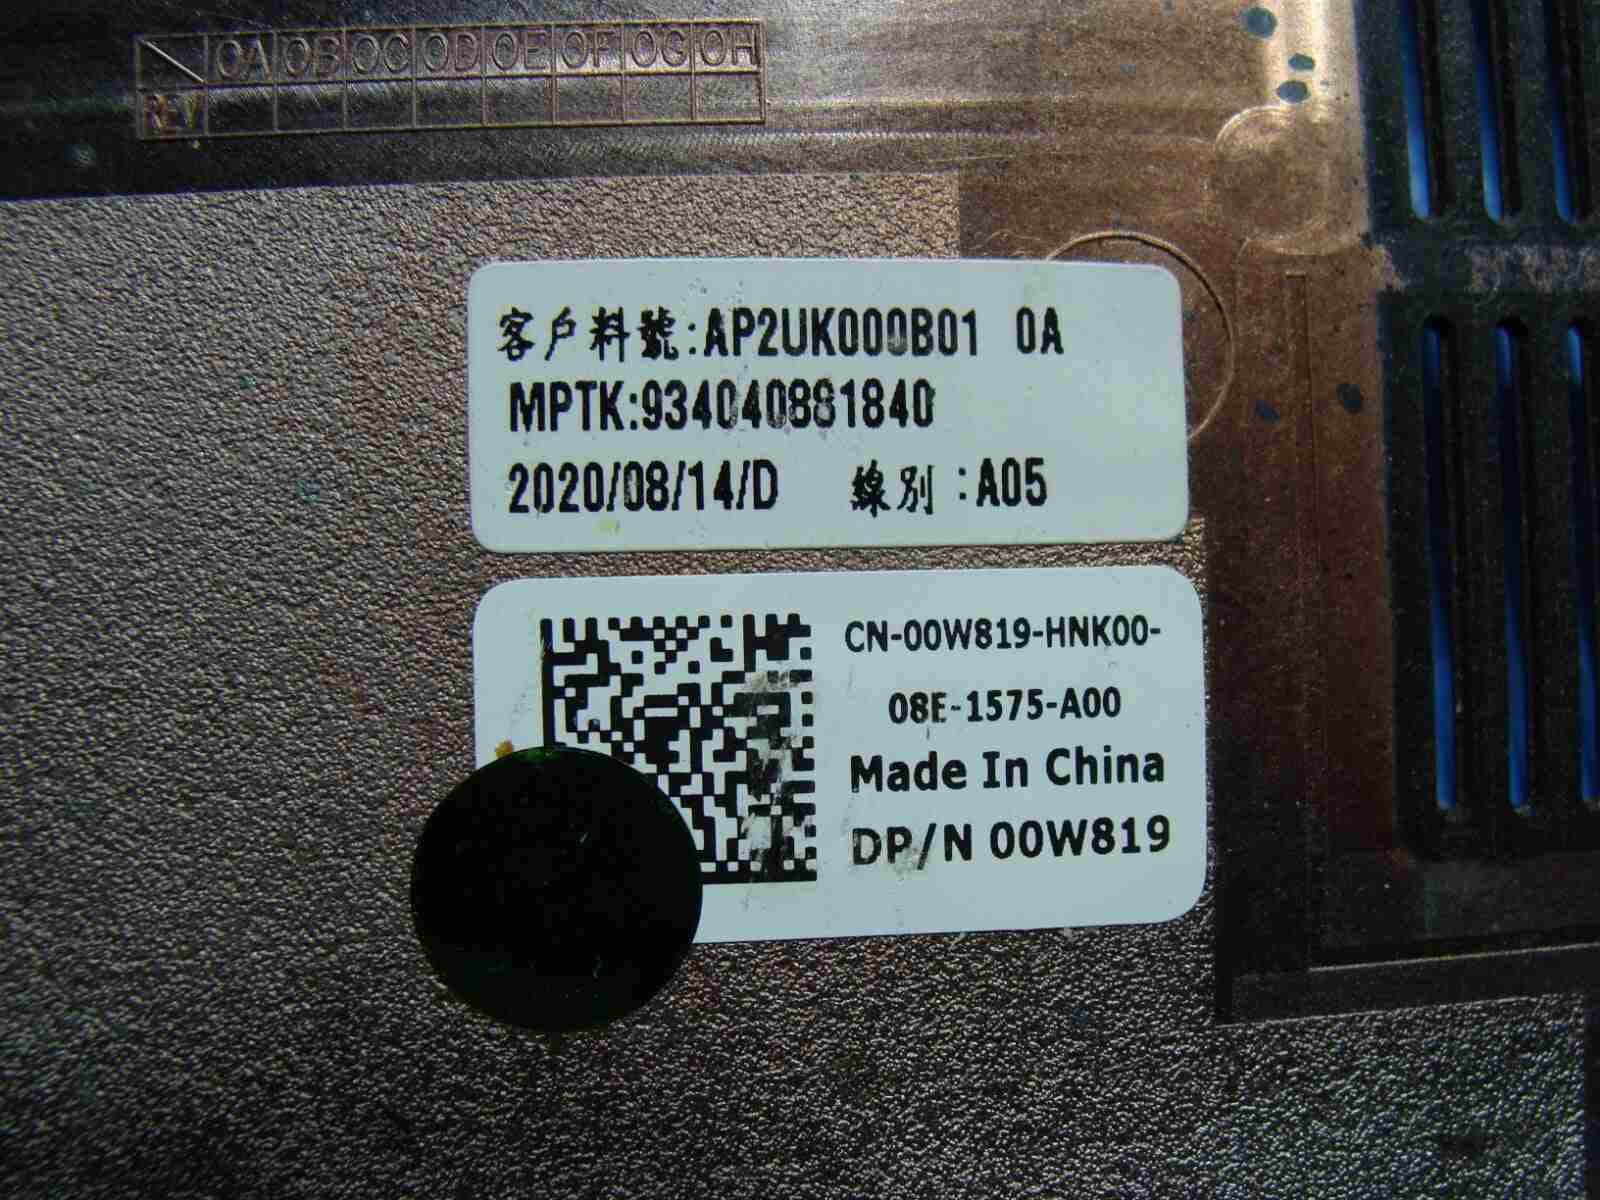 0A 0B 0C 0D 0E 0F 0G 0H
REV
客戶料號:AP2UK000B01 0A
MPTK:934040881840
2020/08/14/D 線別:A05
CN-00W819-HNK00-
08E-1575-A00
Made In China
DP/N 00W819